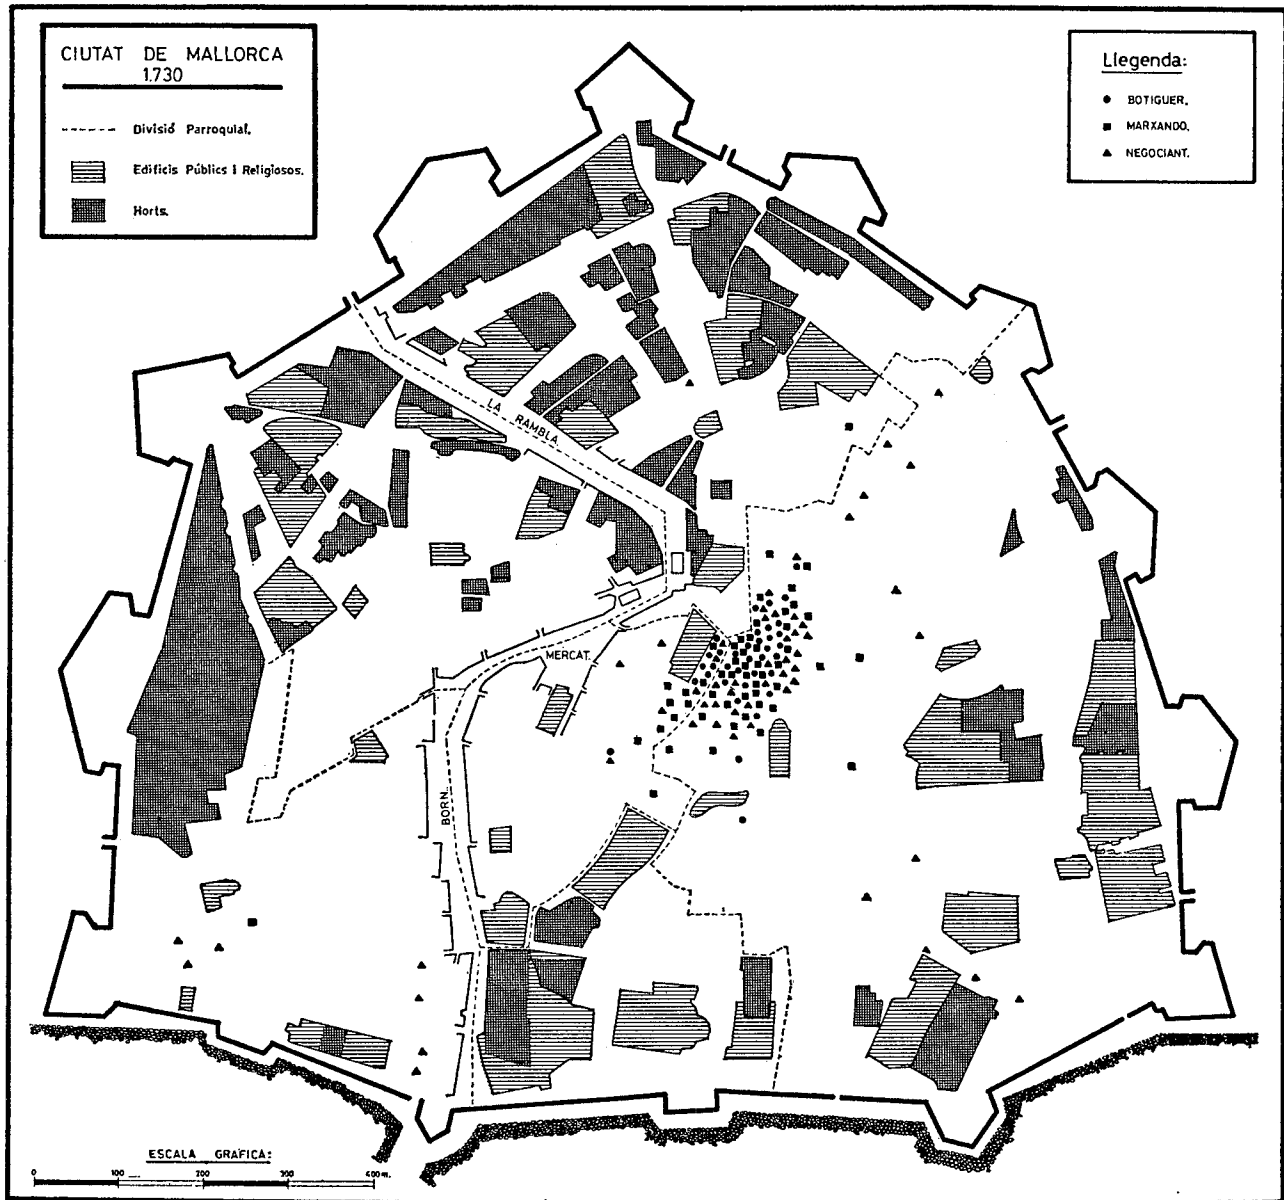 CIUTAT DE MALLORCA
1.730
Divisió Parroquial.
Edificis Públics i Religiosos.
Horts.
Llegenda:
BOTIGUER.
MARXANDO.
NEGOCIANT.
LA RAMBLA.
MERCAT.
BORN.
ESCALA GRAFICA:
0 100 200 300 400 m.